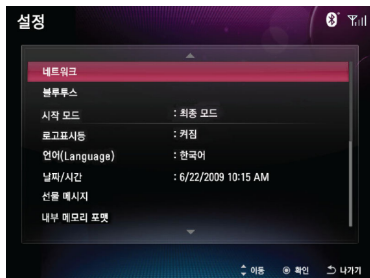 설정
네트워크
블루투스
시작 모드 : 최종 모드
로고표시등 : 켜짐
언어(Language) : 한국어
날짜/시간 : 6/22/2009 10:15 AM
선물 메시지
내부 메모리 포맷
이동 확인 나가기